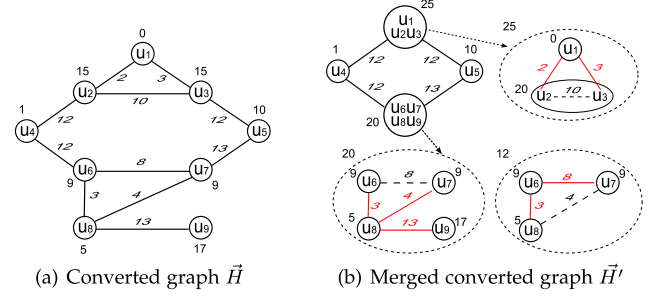 0
u1
15
2
3
15
u2
10
u3
1
12
12
10
u4
u5
12
13
9
u6
8
u7
9
3
4
u8
13
u9
5
17
(a) Converted graph H⃗
25
u1
u2u3
1
12
12
10
u4
u5
12
13
u6u7
20
u8u9
25
0
u1
2
3
20
u2
10
u3
20
9
u6
8
u7
9
3
4
5
u8
13
u9
17
12
9
u6
8
u7
9
3
4
5
u8
(b) Merged converted graph H⃗′